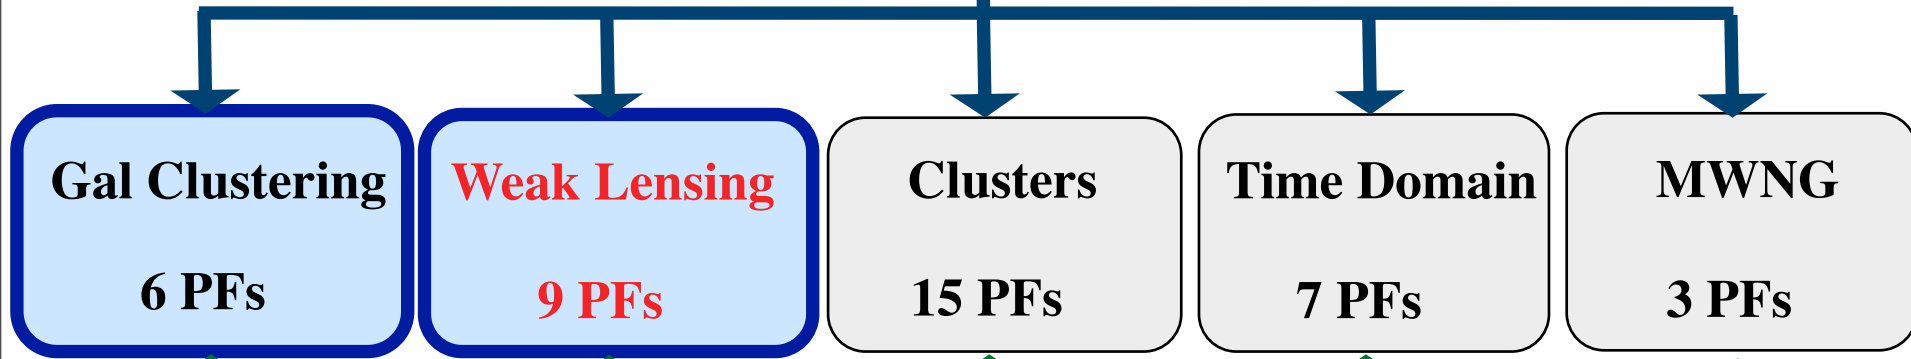 Gal Clustering
6 PFs
Weak Lensing
9 PFs
Clusters
15 PFs
Time Domain
7 PFs
MWNG
3 PFs